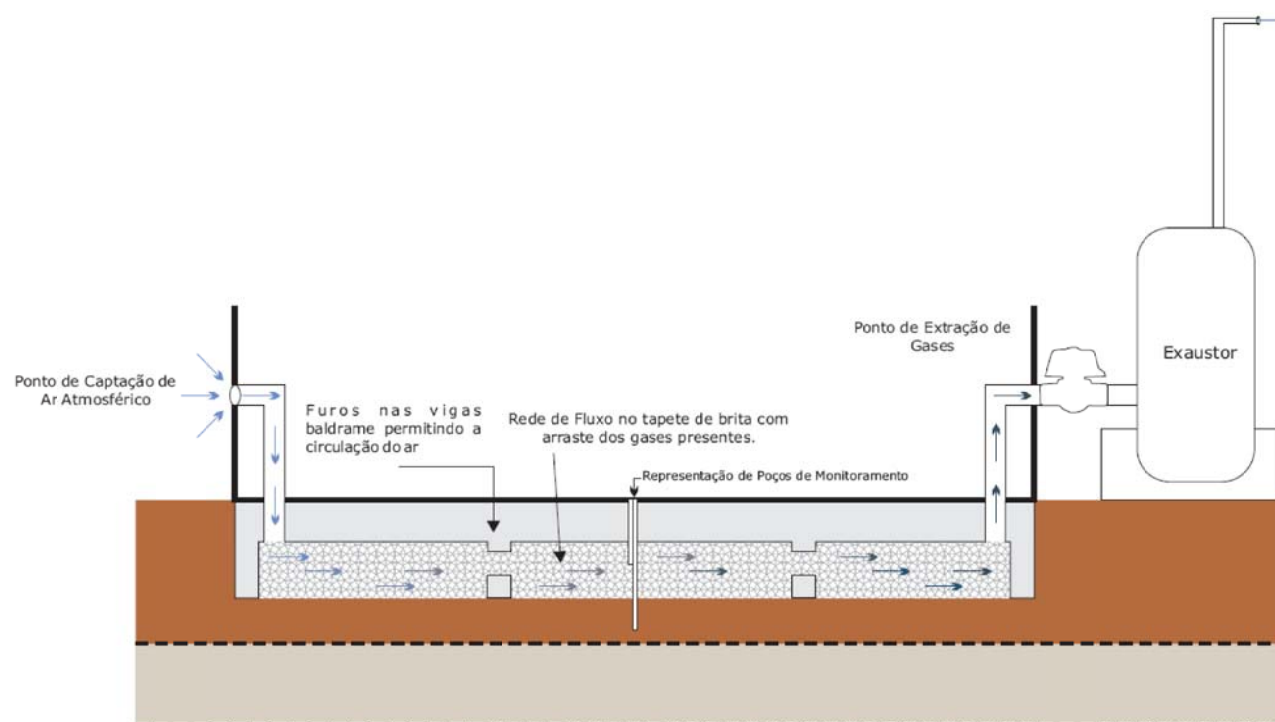 Ponto de Captação de
Ar Atmosférico
Furos nas vigas
baldrame permitindo a
circulação do ar
Rede de Fluxo no tapete de brita com
arraste dos gases presentes.
Representação de Poços de Monitoramento
Ponto de Extração de
Gases
Exaustor